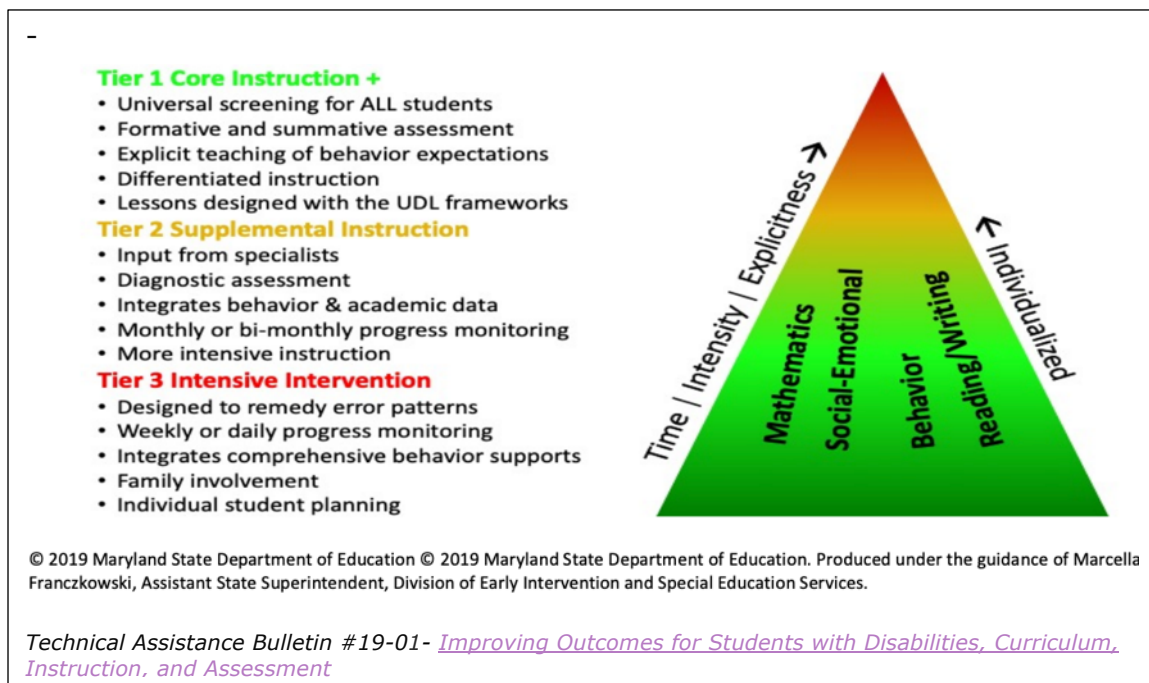 -
Tier 1 Core Instruction +
• Universal screening for ALL students
• Formative and summative assessment
• Explicit teaching of behavior expectations
• Differentiated instruction
• Lessons designed with the UDL frameworks
Tier 2 Supplemental Instruction
• Input from specialists
• Diagnostic assessment
• Integrates behavior & academic data
• Monthly or bi-monthly progress monitoring
• More intensive instruction
Tier 3 Intensive Intervention
• Designed to remedy error patterns
• Weekly or daily progress monitoring
• Integrates comprehensive behavior supports
• Family involvement
• Individual student planning
Time | Intensity | Explicitness →
Mathematics
Social-Emotional
Behavior
Reading/Writing
← Individualized
© 2019 Maryland State Department of Education © 2019 Maryland State Department of Education. Produced under the guidance of Marcella
Franczkowski, Assistant State Superintendent, Division of Early Intervention and Special Education Services.
Technical Assistance Bulletin #19-01- Improving Outcomes for Students with Disabilities, Curriculum,
Instruction, and Assessment